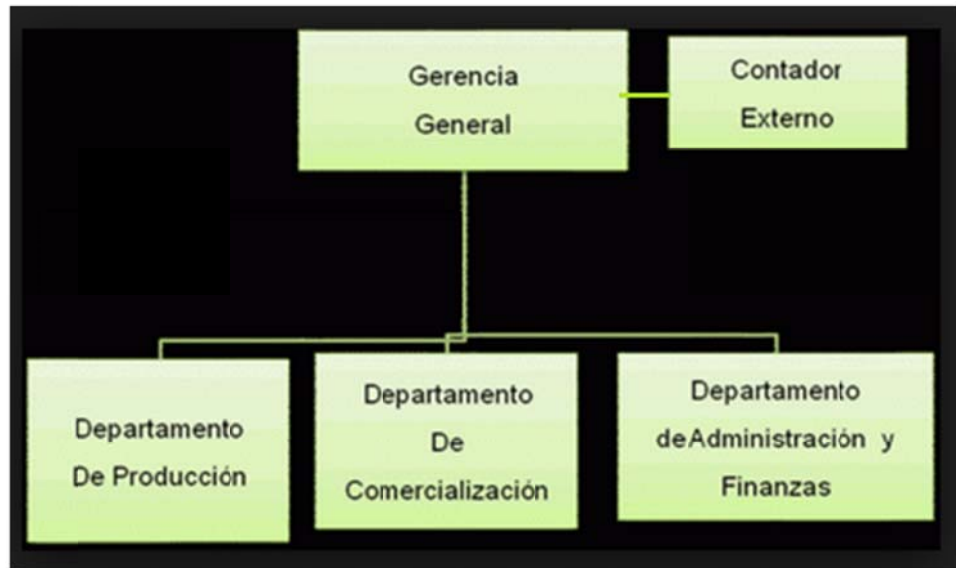 Gerencia
General
Contador
Externo
Departamento
De Producción
Departamento
De
Comercialización
Departamento
deAdministración y
Finanzas